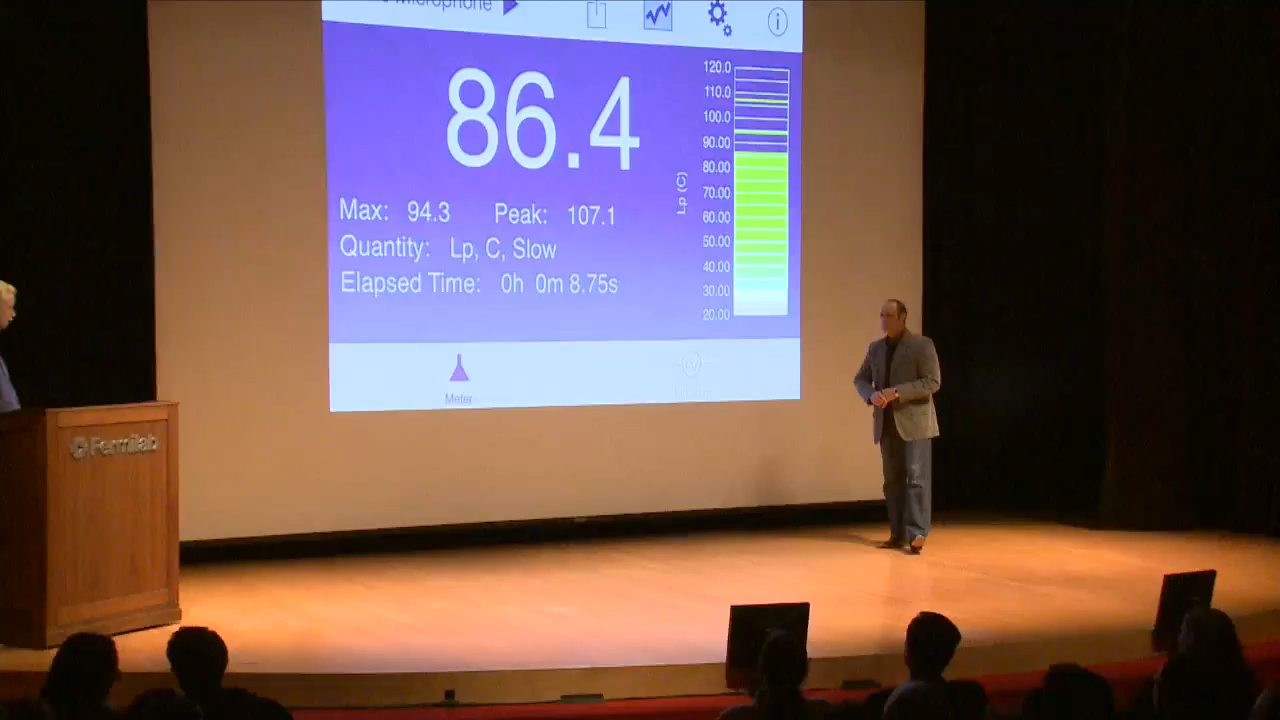 Microphone
86.4
Max: 94.3 Peak: 107.1
Quantity: Lp, C, Slow
Elapsed Time: 0h 0m 8.75s
Lp (C)
120.0
110.0
100.0
90.00
80.00
70.00
60.00
50.00
40.00
30.00
20.00
Meter
Fermilab